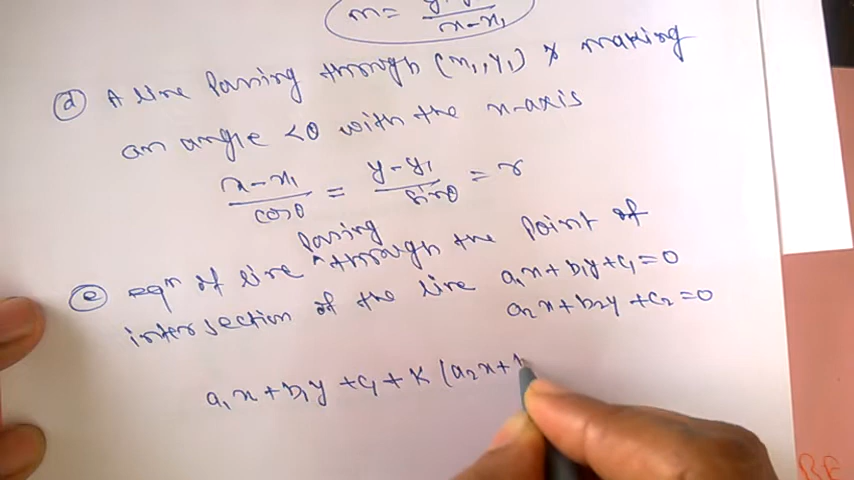 m = y-y₁/x-x₁
(d) A line Passing through (x₁, y₁) & making
an angle <θ with the x-axis
x-x₁/cosθ = y-y₁/sinθ = r
Passing
(e) eqⁿ of line ^ through the Point of
intersection of the line a₁x+b₁y+c₁=0
a₂x+b₂y+c₂=0
a₁x+b₁y+c₁+K(a₂x+